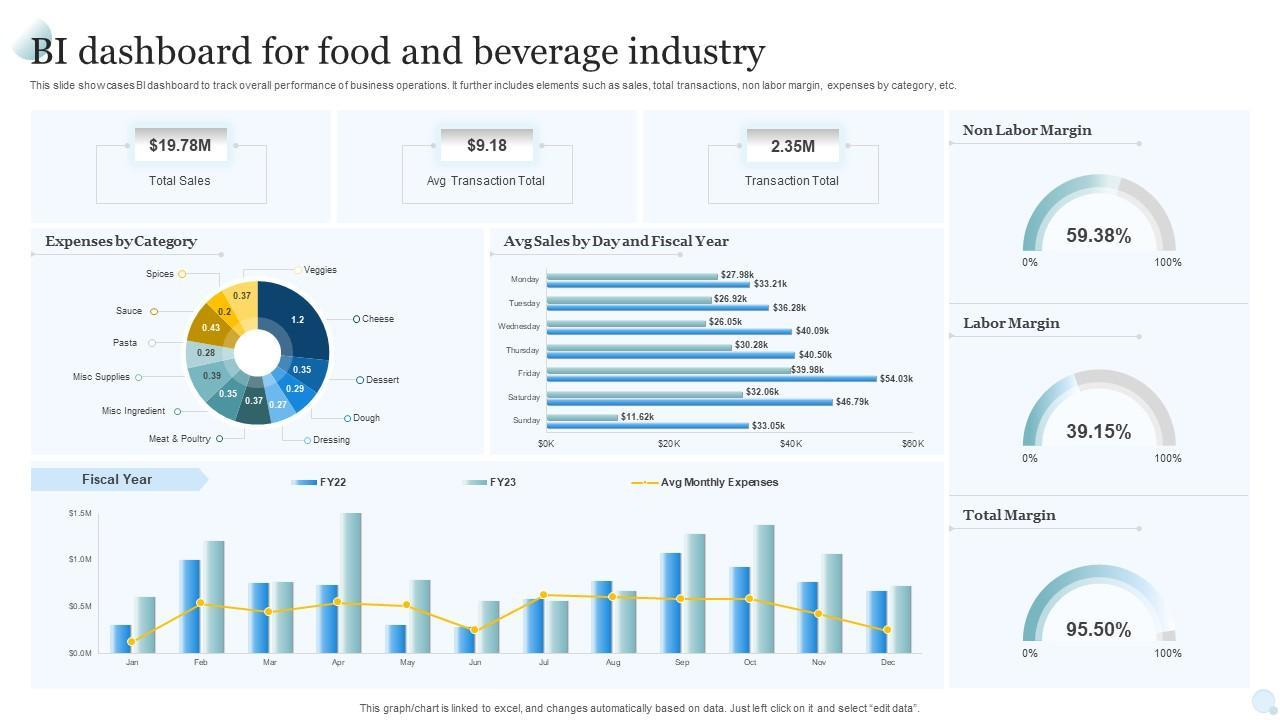 BI dashboard for food and beverage industry
This slide showcases BI dashboard to track overall performance of business operations. It further includes elements such as sales, total transactions, non labor margin, expenses by category, etc.
$19.78M
Total Sales
$9.18
Avg Transaction Total
2.35M
Transaction Total
Expenses by Category
Spices
Veggies
Sauce
Cheese
Pasta
Misc Supplies
Dessert
Misc Ingredient
Dough
Meat & Poultry
Dressing
0.37
0.2
1.2
0.43
0.28
0.39
0.35
0.35
0.29
0.37
0.27
Avg Sales by Day and Fiscal Year
Monday
$27.98k
$33.21k
Tuesday
$26.92k
$36.28k
Wednesday
$26.05k
$40.09k
Thursday
$30.28k
$40.50k
Friday
$39.98k
$54.03k
Saturday
$32.06k
$46.79k
Sunday
$11.62k
$33.05k
$0K $20K $40K $60K
Fiscal Year
FY22 FY23 Avg Monthly Expenses
$1.5M
$1.0M
$0.5M
$0.0M
Jan Feb Mar Apr May Jun Jul Aug Sep Oct Nov Dec
Non Labor Margin
59.38%
0% 100%
Labor Margin
39.15%
0% 100%
Total Margin
95.50%
0% 100%
This graph/chart is linked to excel, and changes automatically based on data. Just left click on it and select “edit data”.